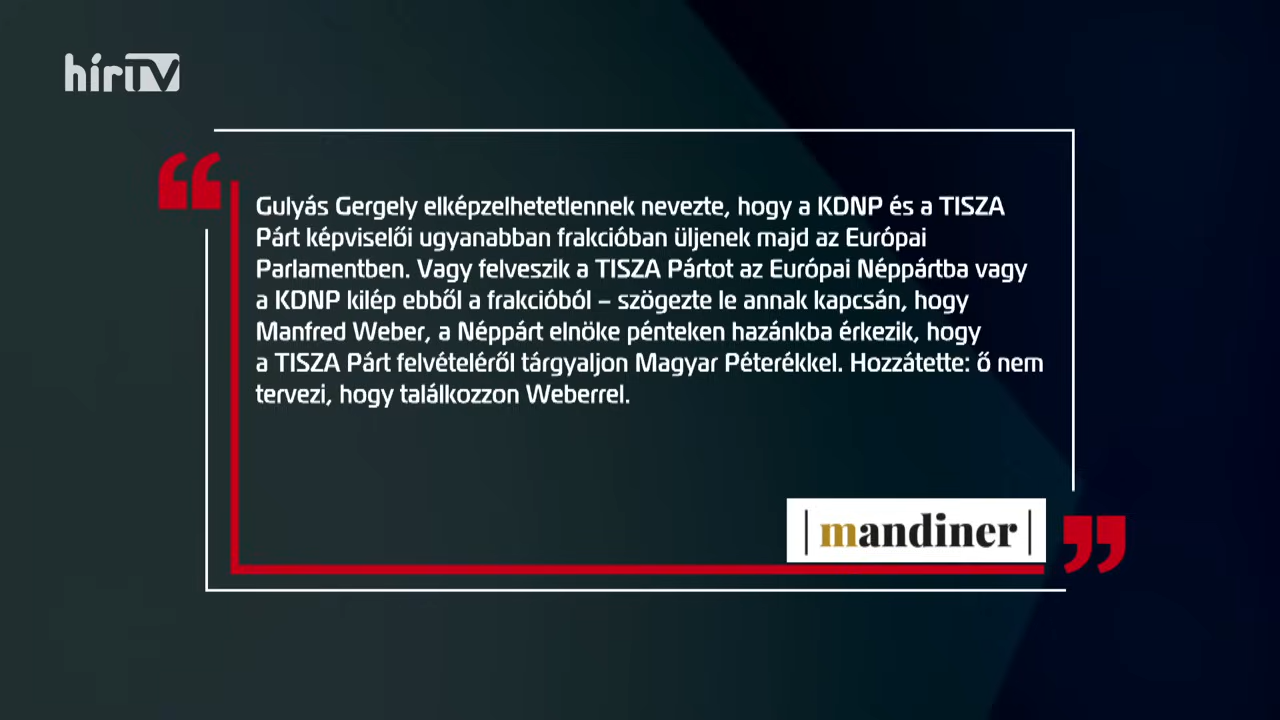 hírTV
Gulyás Gergely elképzelhetetlennek nevezte, hogy a KDNP és a TISZA
Párt képviselői ugyanabban frakcióban üljenek majd az Európai
Parlamentben. Vagy felveszik a TISZA Pártot az Európai Néppártba vagy
a KDNP kilép ebből a frakcióból – szögezte le annak kapcsán, hogy
Manfred Weber, a Néppárt elnöke pénteken hazánkba érkezik, hogy
a TISZA Párt felvételéről tárgyaljon Magyar Péterékkel. Hozzátette: ő nem
tervezi, hogy találkozzon Weberrel.
| mandiner |